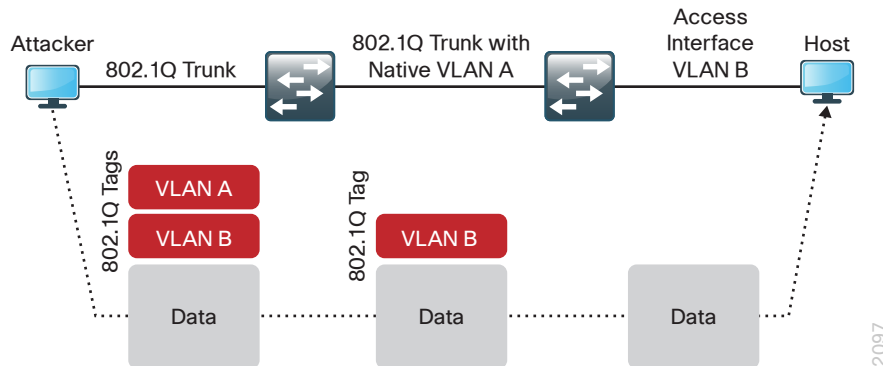 Attacker
802.1Q Trunk
802.1Q Trunk with
Native VLAN A
Access
Interface
VLAN B
Host
802.1Q Tags
VLAN A
VLAN B
Data
802.1Q Tag
VLAN B
Data
Data
2097